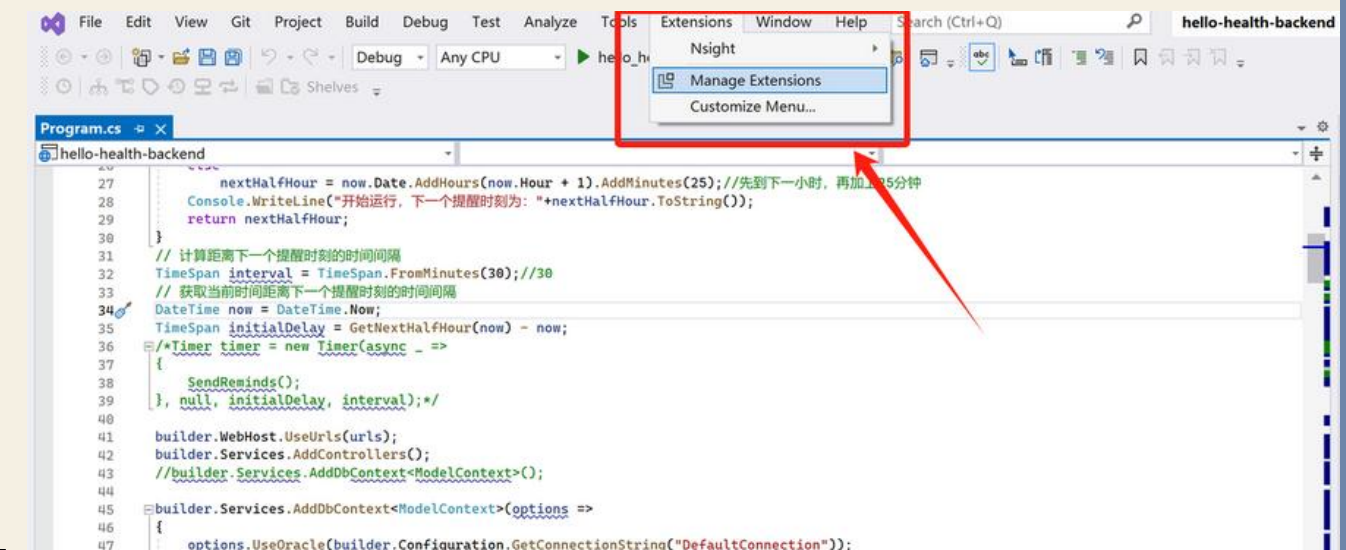 File Edit View Git Project Build Debug Test Analyze Tools Extensions Window Help Search (Ctrl+Q) hello-health-backend
Nsight
Debug Any CPU hello_h
Manage Extensions
Shelves
Customize Menu...
Program.cs
hello-health-backend
26 else
27 nextHalfHour = now.Date.AddHours(now.Hour + 1).AddMinutes(25);//先到下一小时，再加上25分钟
28 Console.WriteLine("开始运行，下一个提醒时刻为："+nextHalfHour.ToString());
29 return nextHalfHour;
30 }
31 // 计算距离下一个提醒时刻的时间间隔
32 TimeSpan interval = TimeSpan.FromMinutes(30);//30
33 // 获取当前时间距离下一个提醒时刻的时间间隔
34 DateTime now = DateTime.Now;
35 TimeSpan initialDelay = GetNextHalfHour(now) - now;
36 /*Timer timer = new Timer(async _ =>
37 {
38 SendReminds();
39 }, null, initialDelay, interval);*/
40
41 builder.WebHost.UseUrls(urls);
42 builder.Services.AddControllers();
43 //builder.Services.AddDbContext<ModelContext>();
44
45 builder.Services.AddDbContext<ModelContext>(options =>
46 {
47 options.UseOracle(builder.Configuration.GetConnectionString("DefaultConnection"));